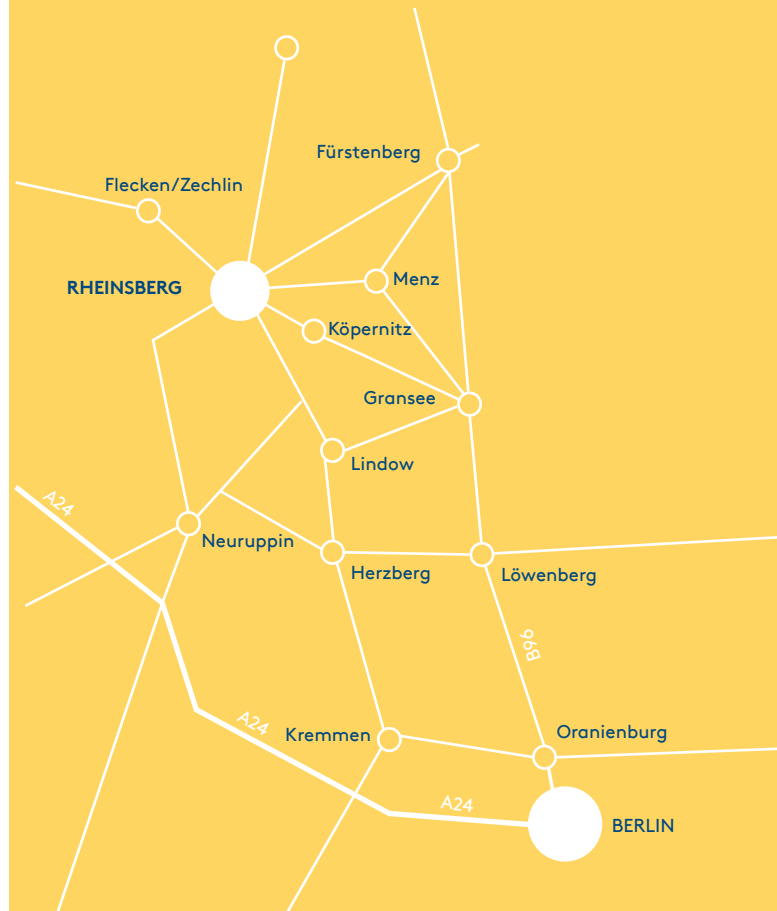 Fürstenberg
Flecken/Zechlin
Menz
RHEINSBERG
Köpernitz
Gransee
Lindow
A24
Neuruppin
Herzberg
Löwenberg
B96
A24
Kremmen
Oranienburg
A24
BERLIN